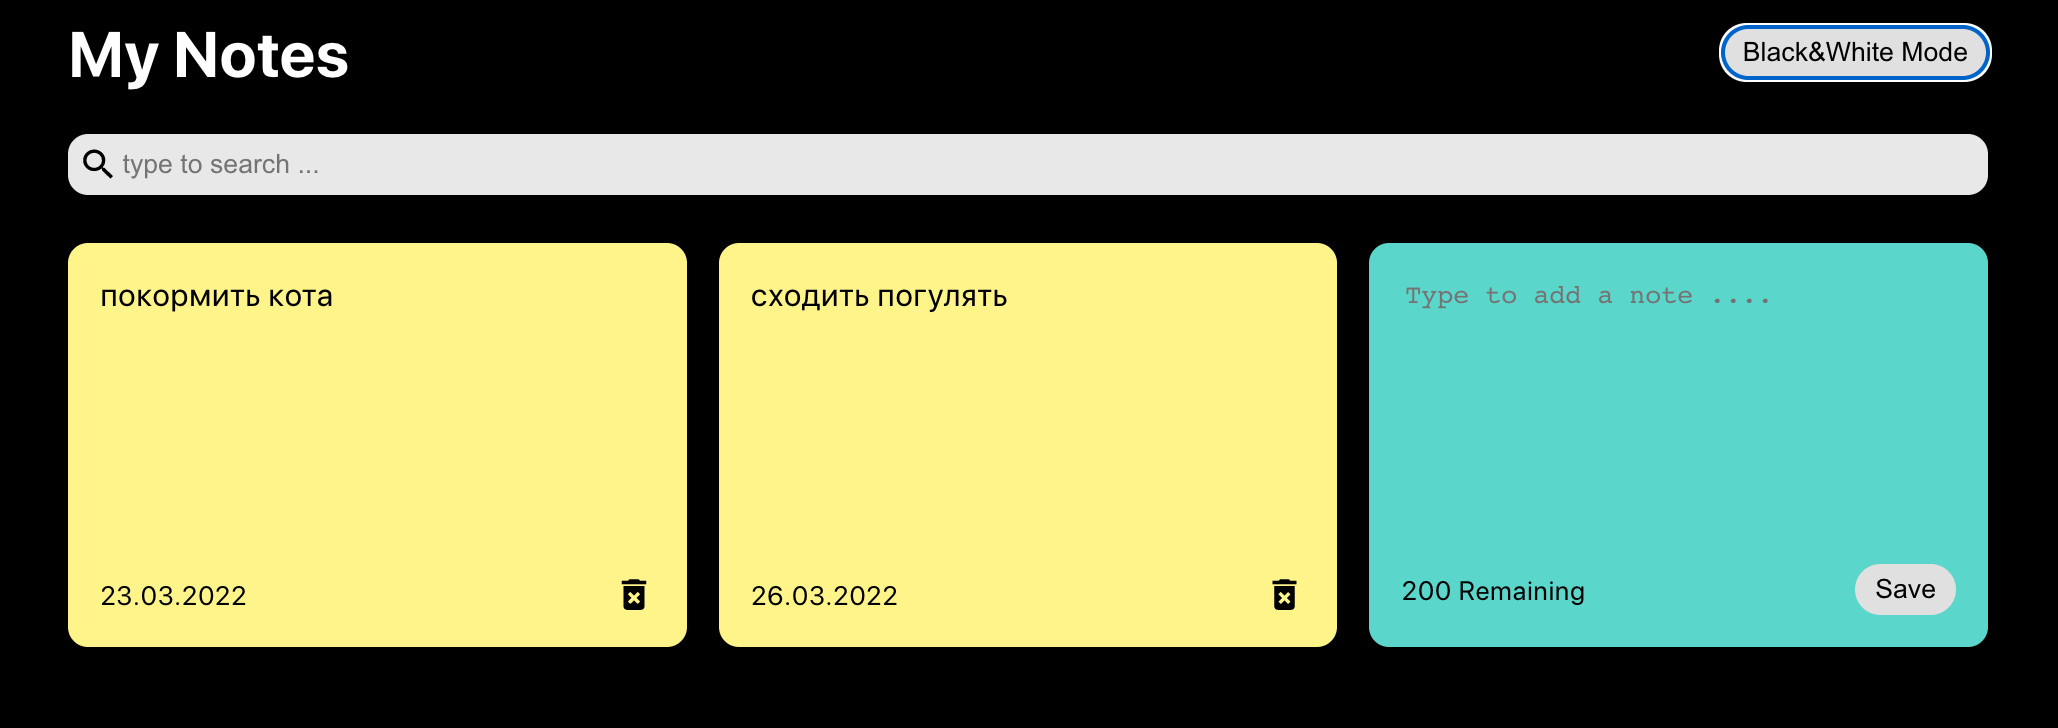 My Notes
Black&White Mode
type to search ...
покормить кота
23.03.2022
сходить погулять
26.03.2022
Type to add a note ....
200 Remaining
Save